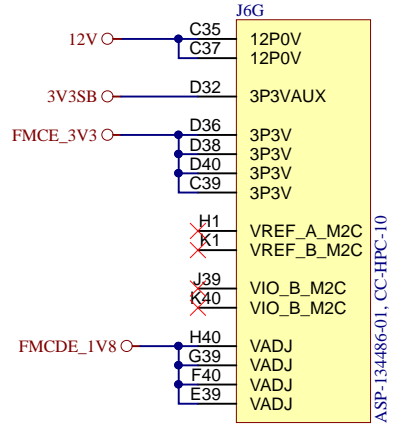 J6G
12V C35 12P0V
C37 12P0V
3V3SB D32 3P3VAUX
FMCE_3V3 D36 3P3V
D38 3P3V
D40 3P3V
C39 3P3V
H1 VREF_A_M2C
K1 VREF_B_M2C
J39 VIO_B_M2C
K40 VIO_B_M2C
FMCDE_1V8 H40 VADJ
G39 VADJ
F40 VADJ
E39 VADJ
ASP-134486-01, CC-HPC-10